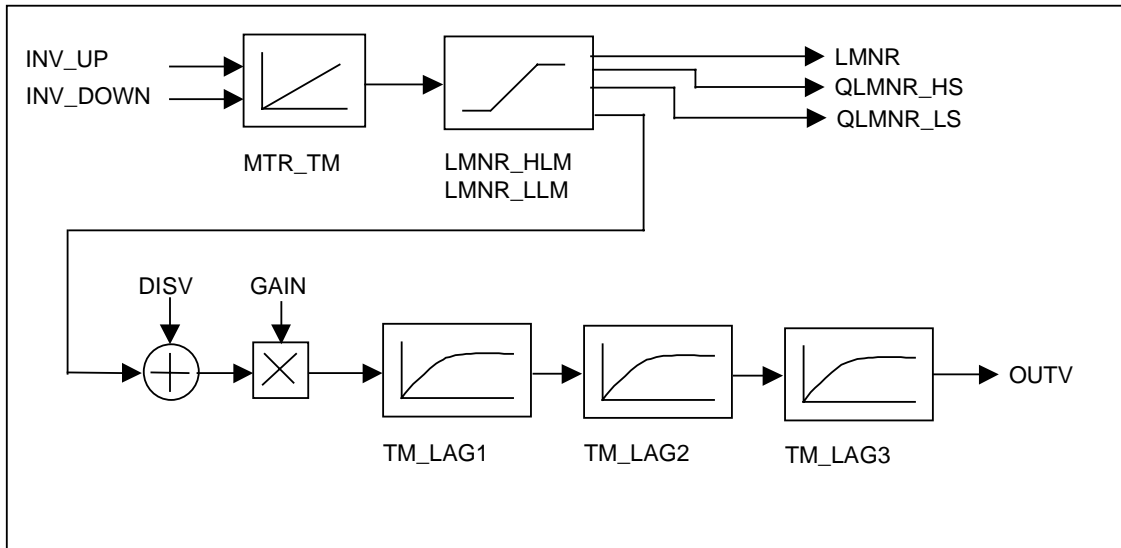 INV_UP
INV_DOWN
LMNR
QLMNR_HS
QLMNR_LS
MTR_TM
LMNR_HLM
LMNR_LLM
DISV
GAIN
OUTV
TM_LAG1
TM_LAG2
TM_LAG3